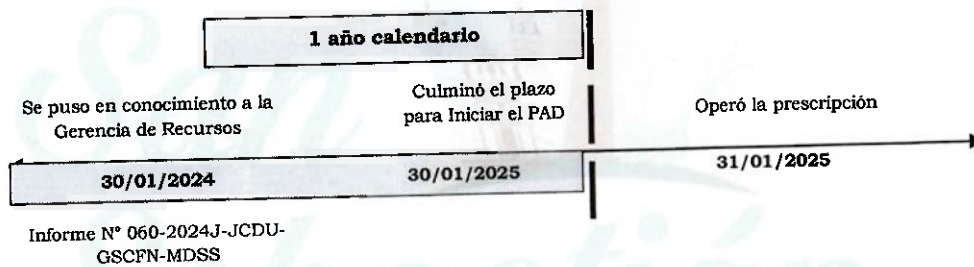 1 año calendario
Se puso en conocimiento a la
Gerencia de Recursos
Culminó el plazo
para Iniciar el PAD
Operó la prescripción
30/01/2024
30/01/2025
31/01/2025
Informe N° 060-2024J-JCDU-
GSCFN-MDSS
San